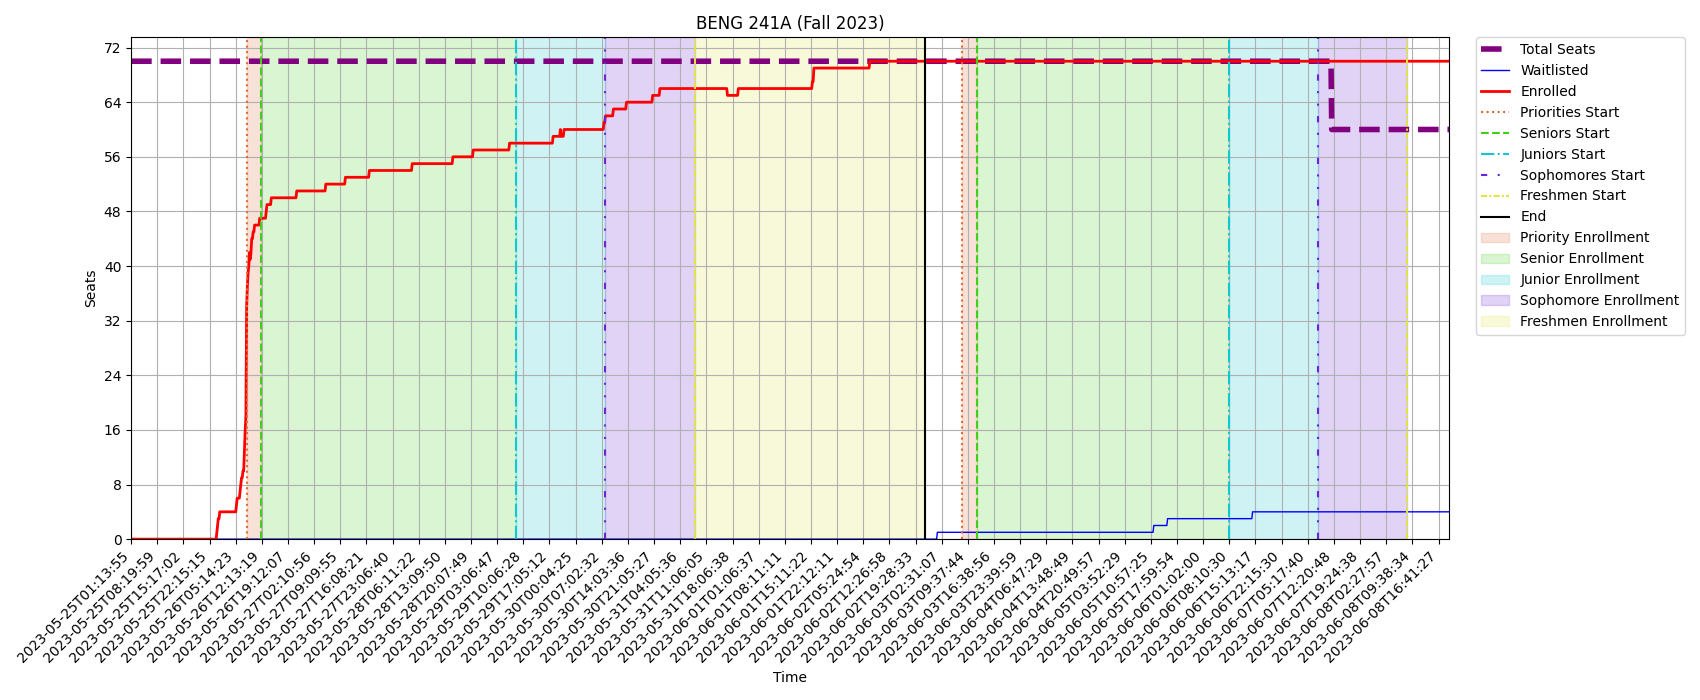 BENG 241A (Fall 2023)
72
64
56
48
40
32
24
16
8
0
Seats
2023-05-25T01:13:55
2023-05-25T08:19:59
2023-05-25T15:17:02
2023-05-25T22:15:15
2023-05-26T05:14:23
2023-05-26T12:13:19
2023-05-26T19:12:07
2023-05-27T02:10:56
2023-05-27T09:09:55
2023-05-27T16:08:21
2023-05-27T23:06:40
2023-05-28T06:11:22
2023-05-28T13:09:50
2023-05-28T20:07:49
2023-05-29T03:06:47
2023-05-29T10:06:28
2023-05-29T17:05:12
2023-05-30T00:04:25
2023-05-30T07:02:32
2023-05-30T14:03:36
2023-05-30T21:05:27
2023-05-31T04:05:36
2023-05-31T11:06:05
2023-05-31T18:06:38
2023-06-01T01:06:37
2023-06-01T08:11:11
2023-06-01T15:11:22
2023-06-01T22:12:11
2023-06-02T05:24:54
2023-06-02T12:26:58
2023-06-02T19:28:33
2023-06-03T02:31:07
2023-06-03T09:37:44
2023-06-03T16:38:56
2023-06-03T23:39:59
2023-06-04T06:47:29
2023-06-04T13:48:49
2023-06-04T20:49:57
2023-06-05T03:52:29
2023-06-05T10:57:25
2023-06-05T17:59:54
2023-06-06T01:02:00
2023-06-06T08:10:30
2023-06-06T15:13:17
2023-06-06T22:15:30
2023-06-07T05:17:40
2023-06-07T12:20:48
2023-06-07T19:24:38
2023-06-08T02:27:57
2023-06-08T09:38:34
2023-06-08T16:41:27
Time
Total Seats
Waitlisted
Enrolled
Priorities Start
Seniors Start
Juniors Start
Sophomores Start
Freshmen Start
End
Priority Enrollment
Senior Enrollment
Junior Enrollment
Sophomore Enrollment
Freshmen Enrollment